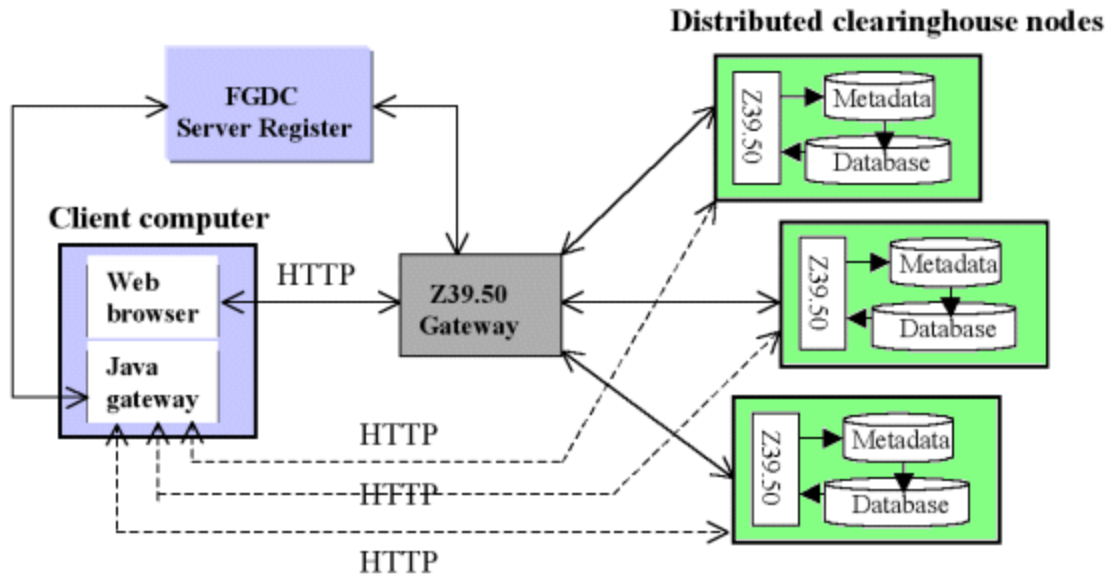 Distributed clearinghouse nodes
FGDC
Server Register
Z39.50
Metadata
Database
Client computer
Web
browser
HTTP
Z39.50
Gateway
Z39.50
Metadata
Database
Java
gateway
HTTP
HTTP
HTTP
Z39.50
Metadata
Database